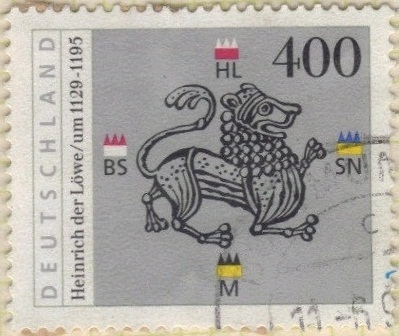 DEUTSCHLAND
Heinrich der Löwe/um 1129-1195
HL
400
BS
SN
M